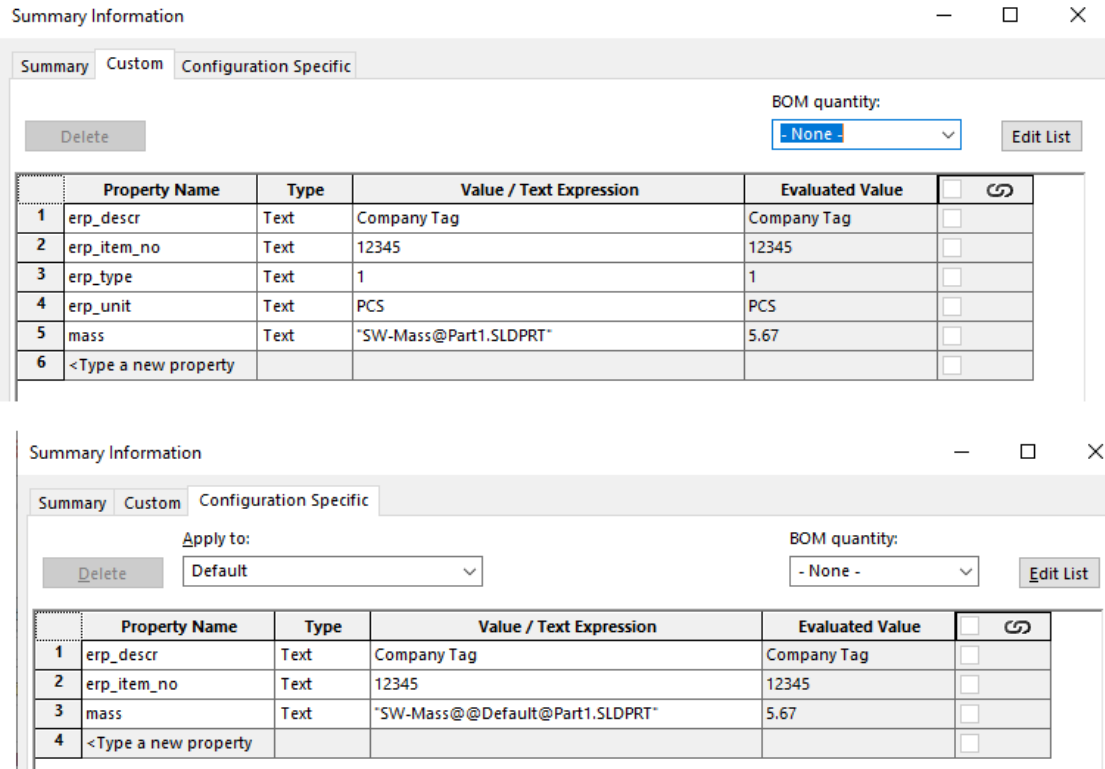 Summary Information
Summary Custom Configuration Specific
BOM quantity:
Delete - None - Edit List
Property Name Type Value / Text Expression Evaluated Value
1 erp_descr Text Company Tag Company Tag
2 erp_item_no Text 12345 12345
3 erp_type Text 1 1
4 erp_unit Text PCS PCS
5 mass Text "SW-Mass@Part1.SLDPRT" 5.67
6 <Type a new property
Summary Information
Summary Custom Configuration Specific
Apply to: BOM quantity:
Delete Default - None - Edit List
Property Name Type Value / Text Expression Evaluated Value
1 erp_descr Text Company Tag Company Tag
2 erp_item_no Text 12345 12345
3 mass Text "SW-Mass@@Default@Part1.SLDPRT" 5.67
4 <Type a new property